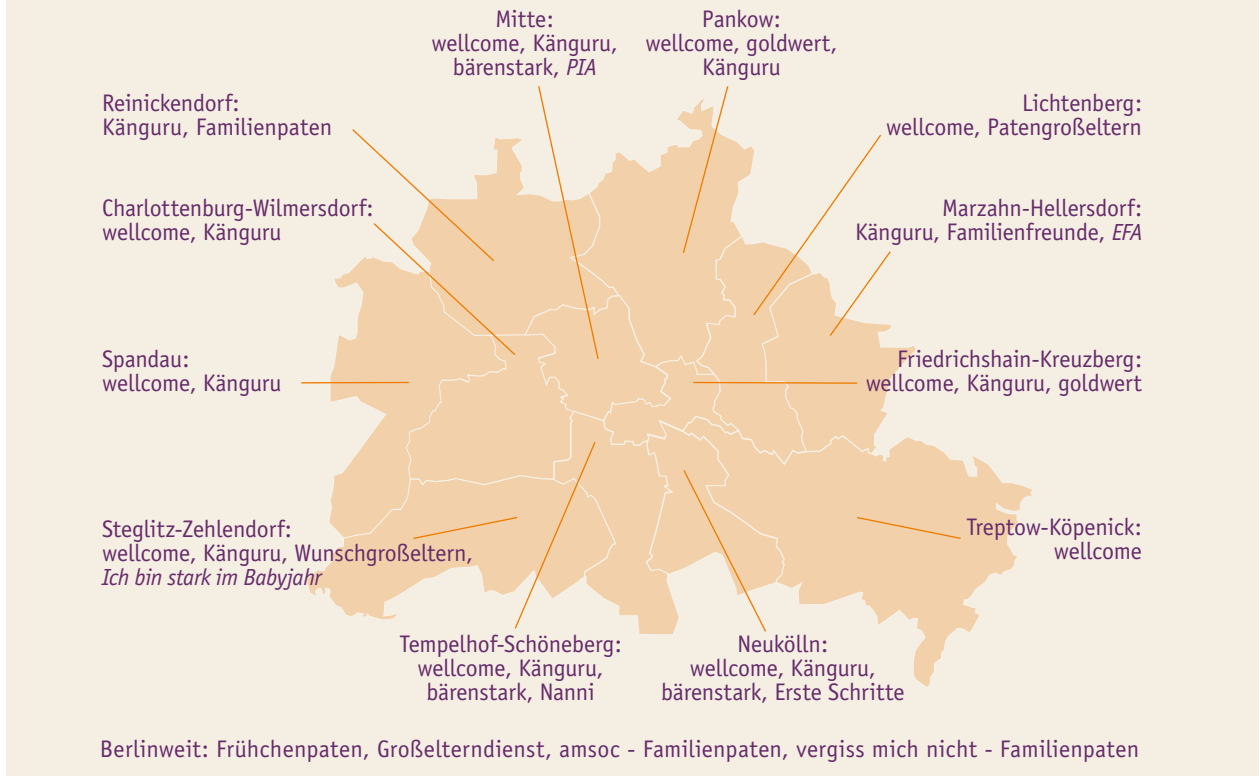 Mitte:
wellcome, Känguru,
bärenstark, PIA
Pankow:
wellcome, goldwert,
Känguru
Reinickendorf:
Känguru, Familienpaten
Lichtenberg:
wellcome, Patengroßeltern
Charlottenburg-Wilmersdorf:
wellcome, Känguru
Marzahn-Hellersdorf:
Känguru, Familienfreunde, EFA
Spandau:
wellcome, Känguru
Friedrichshain-Kreuzberg:
wellcome, Känguru, goldwert
Steglitz-Zehlendorf:
wellcome, Känguru, Wunschgroßeltern,
Ich bin stark im Babyjahr
Treptow-Köpenick:
wellcome
Tempelhof-Schöneberg:
wellcome, Känguru,
bärenstark, Nanni
Neukölln:
wellcome, Känguru,
bärenstark, Erste Schritte
Berlinweit: Frühchenpaten, Großelterndienst, amsoc - Familienpaten, vergiss mich nicht - Familienpaten